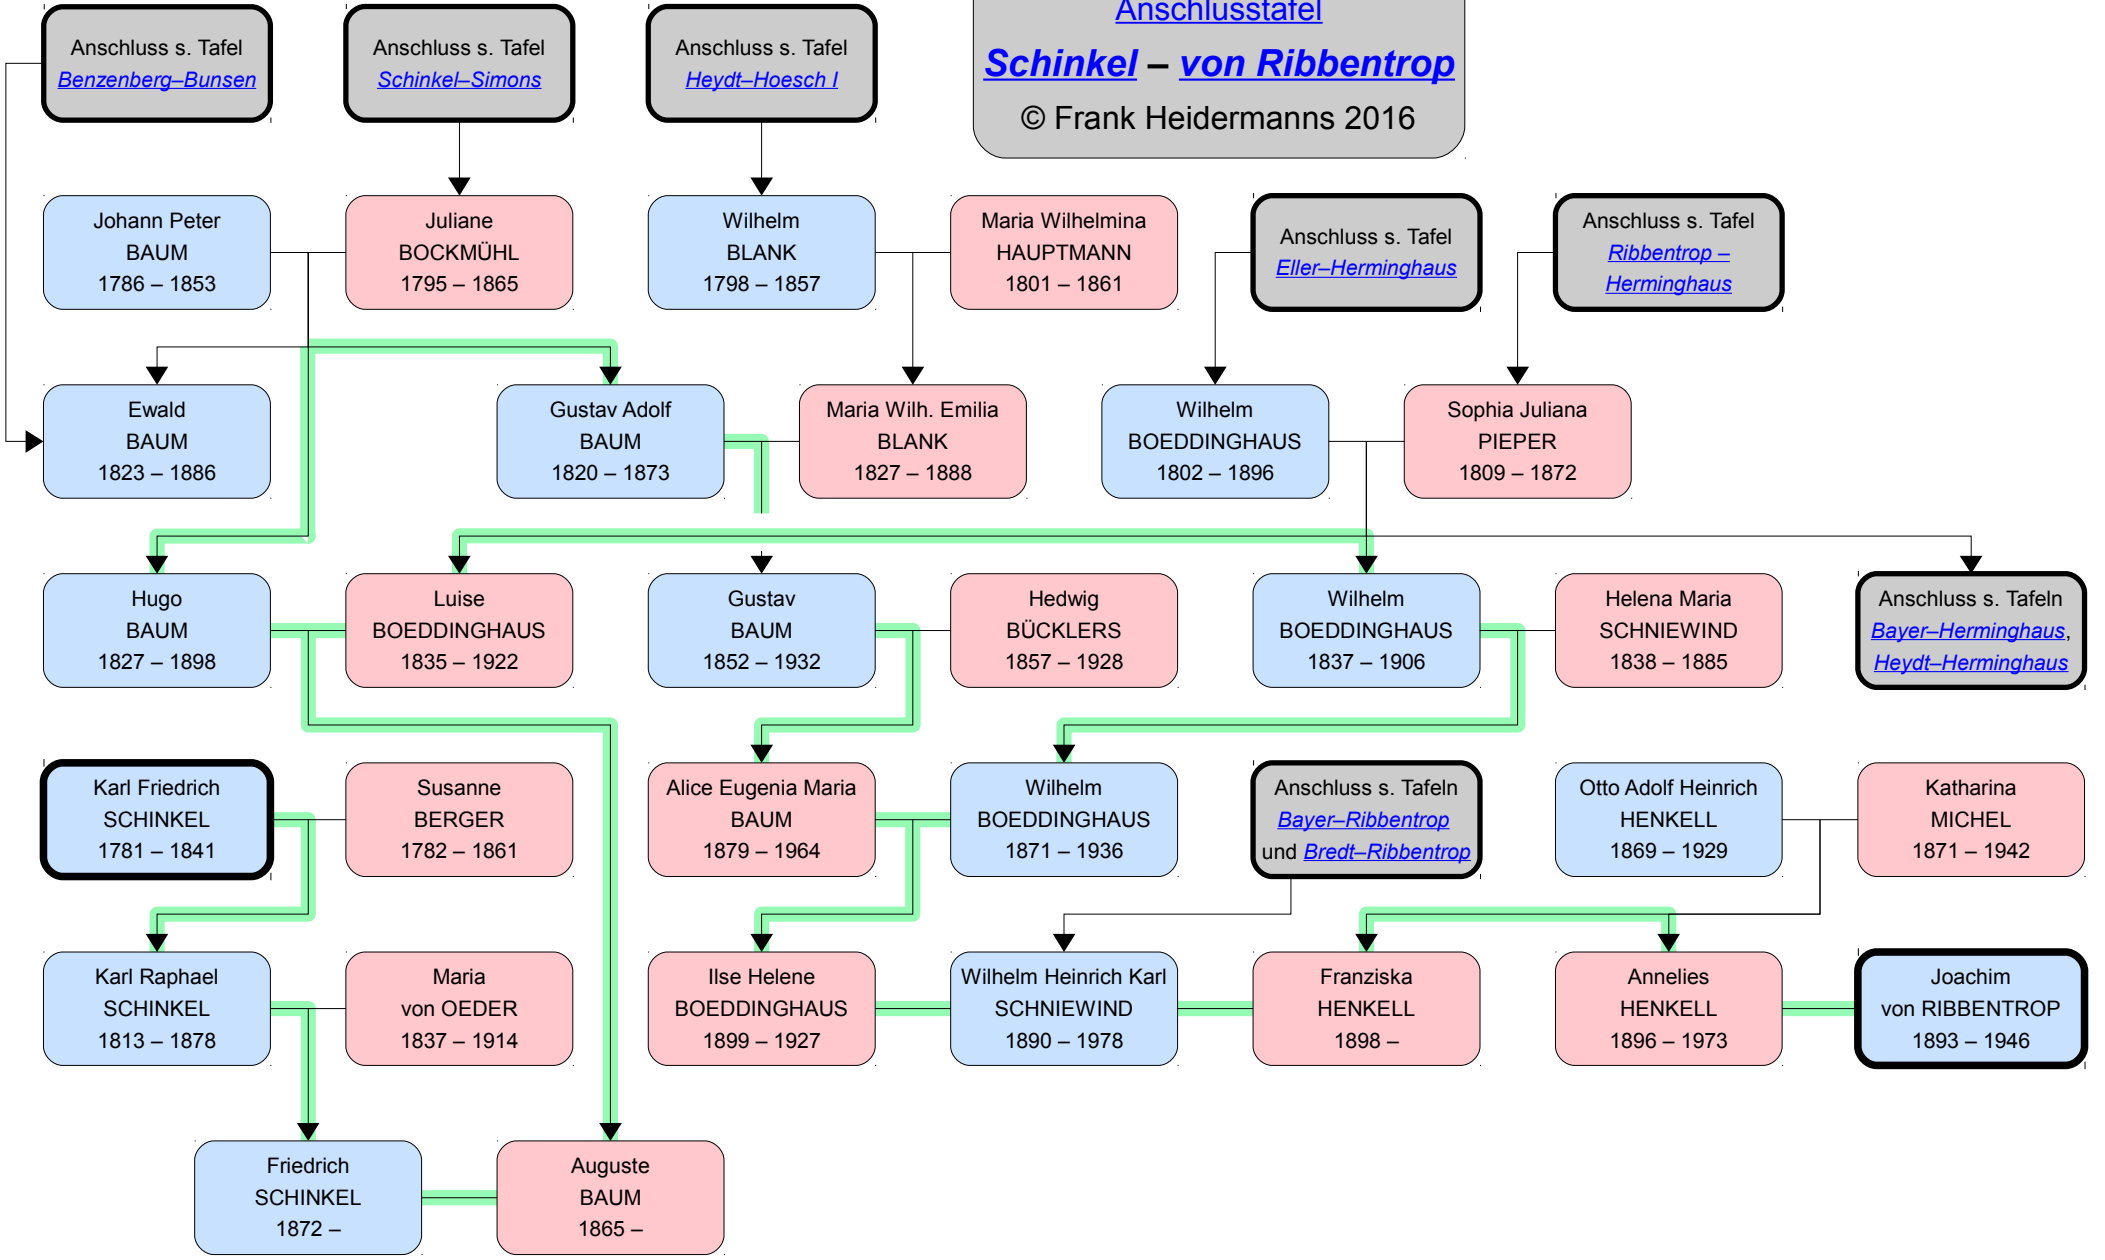 Anschlusstafel
Schinkel – von Ribbentrop
© Frank Heidermanns 2016
Anschluss s. Tafel
Benzenberg–Bunsen
Anschluss s. Tafel
Schinkel–Simons
Anschluss s. Tafel
Heydt–Hoesch I
Johann Peter
BAUM
1786 – 1853
Juliane
BOCKMÜHL
1795 – 1865
Wilhelm
BLANK
1798 – 1857
Maria Wilhelmina
HAUPTMANN
1801 – 1861
Anschluss s. Tafel
Eller–Herminghaus
Anschluss s. Tafel
Ribbentrop –
Herminghaus
Ewald
BAUM
1823 – 1886
Gustav Adolf
BAUM
1820 – 1873
Maria Wilh. Emilia
BLANK
1827 – 1888
Wilhelm
BOEDDINGHAUS
1802 – 1896
Sophia Juliana
PIEPER
1809 – 1872
Hugo
BAUM
1827 – 1898
Luise
BOEDDINGHAUS
1835 – 1922
Gustav
BAUM
1852 – 1932
Hedwig
BÜCKLERS
1857 – 1928
Wilhelm
BOEDDINGHAUS
1837 – 1906
Helena Maria
SCHNIEWIND
1838 – 1885
Anschluss s. Tafeln
Bayer–Herminghaus,
Heydt–Herminghaus
Karl Friedrich
SCHINKEL
1781 – 1841
Susanne
BERGER
1782 – 1861
Alice Eugenia Maria
BAUM
1879 – 1964
Wilhelm
BOEDDINGHAUS
1871 – 1936
Anschluss s. Tafeln
Bayer–Ribbentrop
und Bredt–Ribbentrop
Otto Adolf Heinrich
HENKELL
1869 – 1929
Katharina
MICHEL
1871 – 1942
Karl Raphael
SCHINKEL
1813 – 1878
Maria
von OEDER
1837 – 1914
Ilse Helene
BOEDDINGHAUS
1899 – 1927
Wilhelm Heinrich Karl
SCHNIEWIND
1890 – 1978
Franziska
HENKELL
1898 –
Annelies
HENKELL
1896 – 1973
Joachim
von RIBBENTROP
1893 – 1946
Friedrich
SCHINKEL
1872 –
Auguste
BAUM
1865 –